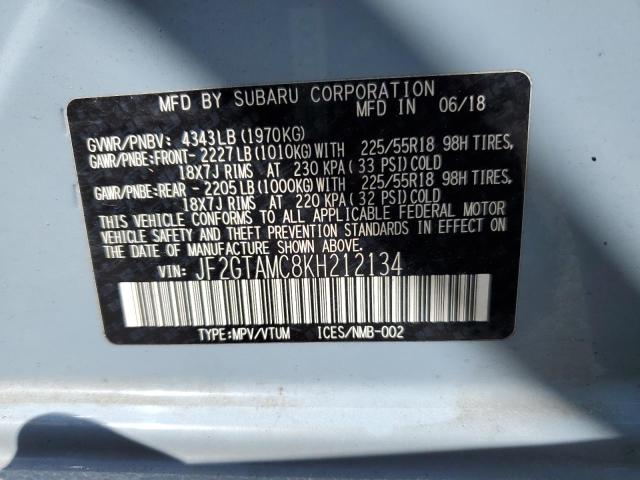 MFD BY SUBARU CORPORATION
MFD IN 06/18
GVWR/PNBV: 4343LB(1970KG)
GAWR/PNBE:FRONT- 2227LB(1010KG)WITH 225/55R18 98H TIRES,
18X7J RIMS AT 230 KPA(33 PSI)COLD
GAWR/PNBE:REAR - 2205LB(1000KG)WITH 225/55R18 98H TIRES,
18X7J RIMS AT 220 KPA(32 PSI)COLD
THIS VEHICLE CONFORMS TO ALL APPLICABLE FEDERAL MOTOR
VEHICLE SAFETY AND THEFT PREVENTION STANDARDS IN EFFECT ON
THE DATE OF MANUFACTURE SHOWN ABOVE.
VIN: JF2GTAMC8KH212134
TYPE:MPV/VTUM ICES/NMB-002